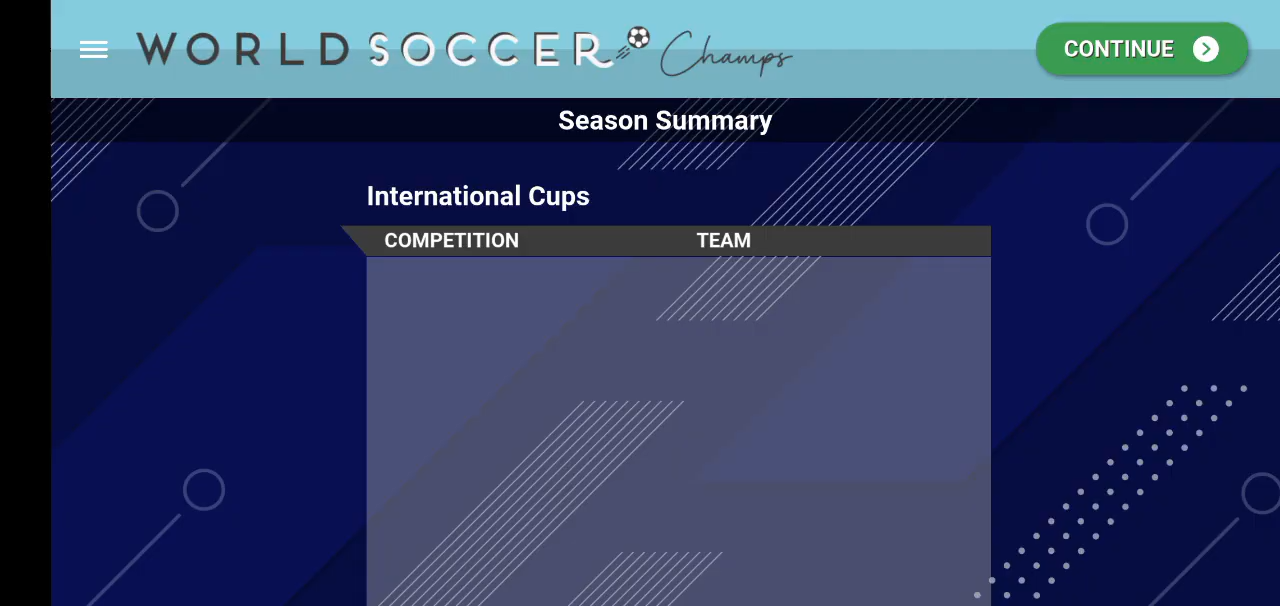 WORLD SOCCER Champs
CONTINUE
Season Summary
International Cups
COMPETITION TEAM